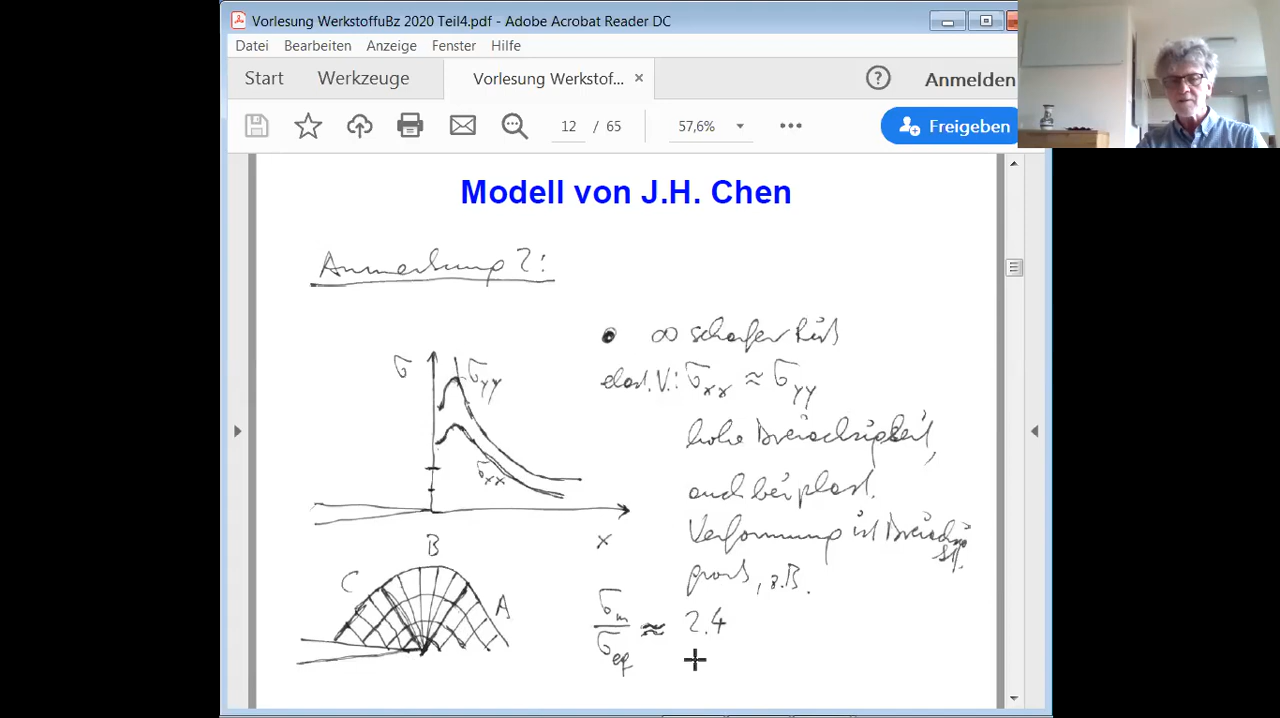 Vorlesung WerkstoffuBz 2020 Teil4.pdf - Adobe Acrobat Reader DC
Datei Bearbeiten Anzeige Fenster Hilfe
Start Werkzeuge Vorlesung Werkstof... × ? Anmelden
12 / 65 57,6% Freigeben
Modell von J.H. Chen
Anmerkung 2:
∞ scharfer Riß
elast. V.: σxx ≈ σyy
hohe Dreiachsigkeit,
auch bei plast.
Verformung ist Dreiachsigk.
groß, z.B.
σm/σeq ≈ 2.4
σ σyy
σxx
x
B
C A